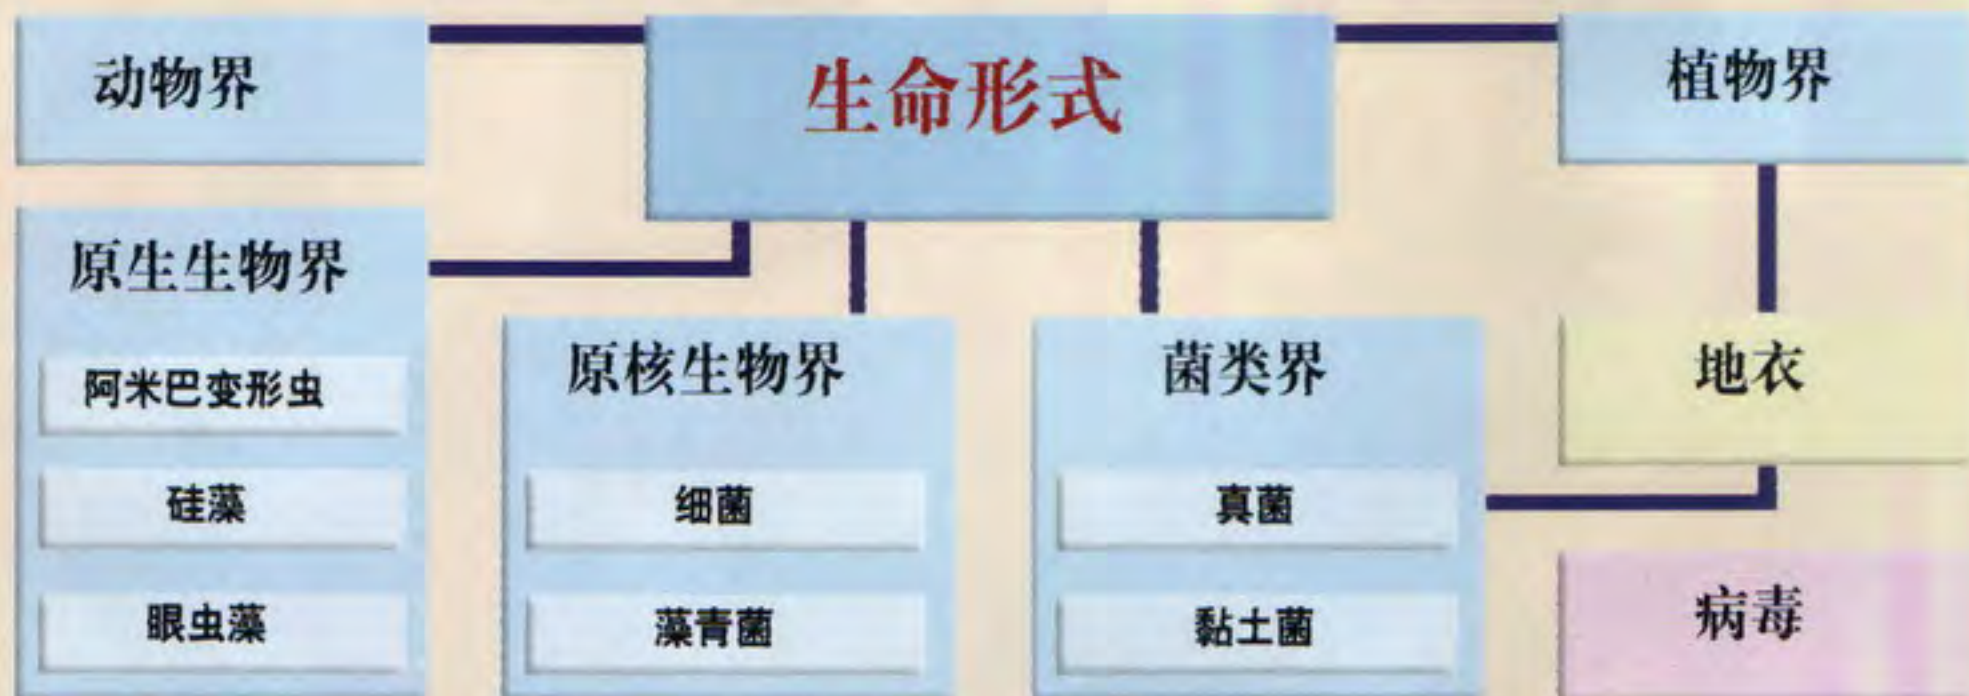 生命形式
动物界
植物界
原生生物界
阿米巴变形虫
硅藻
眼虫藻
原核生物界
细菌
藻青菌
菌类界
真菌
黏土菌
地衣
病毒